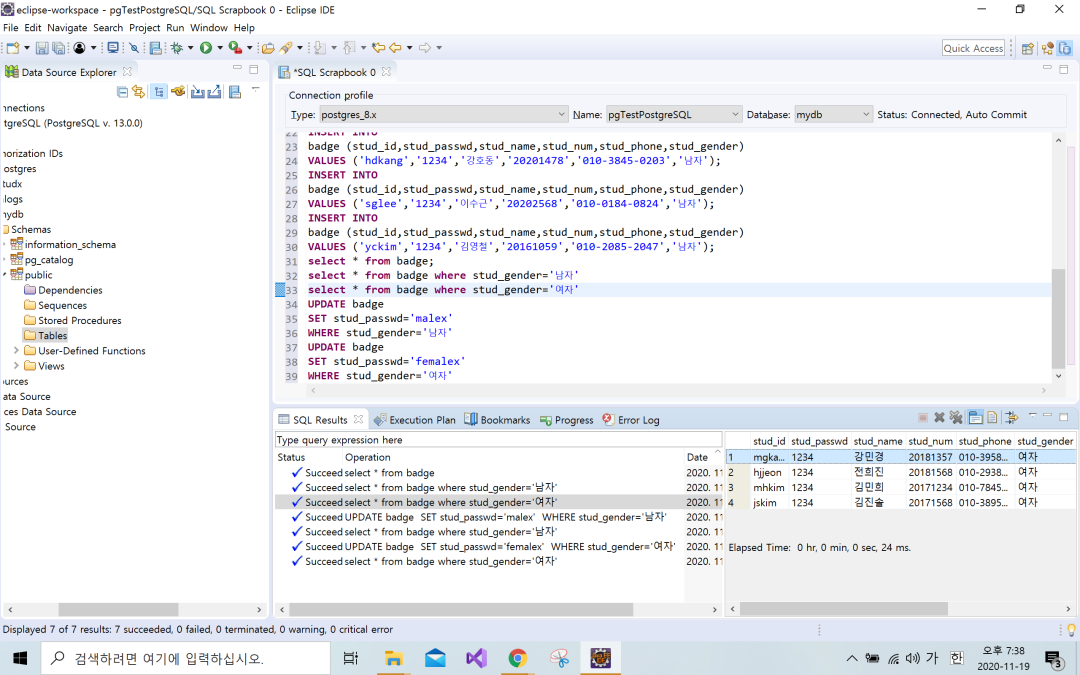 eclipse-workspace - pgTestPostgreSQL/SQL Scrapbook 0 - Eclipse IDE
File Edit Navigate Search Project Run Window Help
Quick Access
Data Source Explorer
nnections
tgreSQL (PostgreSQL v. 13.0.0)
horization IDs
ostgres
tudx
logs
nydb
Schemas
information_schema
pg_catalog
public
Dependencies
Sequences
Stored Procedures
Tables
User-Defined Functions
Views
ources
ata Source
ces Data Source
Source
*SQL Scrapbook 0
Connection profile
Type: postgres_8.x Name: pgTestPostgreSQL Database: mydb Status: Connected, Auto Commit
22 INSERT INTO
23 badge (stud_id,stud_passwd,stud_name,stud_num,stud_phone,stud_gender)
24 VALUES ('hdkang','1234','강호동','20201478','010-3845-0203','남자');
25 INSERT INTO
26 badge (stud_id,stud_passwd,stud_name,stud_num,stud_phone,stud_gender)
27 VALUES ('sglee','1234','이수근','20202568','010-0184-0824','남자');
28 INSERT INTO
29 badge (stud_id,stud_passwd,stud_name,stud_num,stud_phone,stud_gender)
30 VALUES ('yckim','1234','김영철','20161059','010-2085-2047','남자');
31 select * from badge;
32 select * from badge where stud_gender='남자'
33 select * from badge where stud_gender='여자'
34 UPDATE badge
35 SET stud_passwd='malex'
36 WHERE stud_gender='남자'
37 UPDATE badge
38 SET stud_passwd='femalex'
39 WHERE stud_gender='여자'
SQL Results Execution Plan Bookmarks Progress Error Log
Type query expression here
Status Operation Date
Succeed select * from badge 2020. 11
Succeed select * from badge where stud_gender='남자' 2020. 11
Succeed select * from badge where stud_gender='여자' 2020. 11
Succeed UPDATE badge SET stud_passwd='malex' WHERE stud_gender='남자' 2020. 11
Succeed select * from badge where stud_gender='남자' 2020. 11
Succeed UPDATE badge SET stud_passwd='femalex' WHERE stud_gender='여자' 2020. 11
Succeed select * from badge where stud_gender='여자' 2020. 11
stud_id stud_passwd stud_name stud_num stud_phone stud_gender
1 mgka... 1234 강민경 20181357 010-3958... 여자
2 hjjeon 1234 전희진 20181568 010-2938... 여자
3 mhkim 1234 김민희 20171234 010-7845... 여자
4 jskim 1234 김진솔 20171568 010-3895... 여자
Elapsed Time: 0 hr, 0 min, 0 sec, 24 ms.
Displayed 7 of 7 results: 7 succeeded, 0 failed, 0 terminated, 0 warning, 0 critical error
검색하려면 여기에 입력하십시오.
가 한
오후 7:38
2020-11-19
3